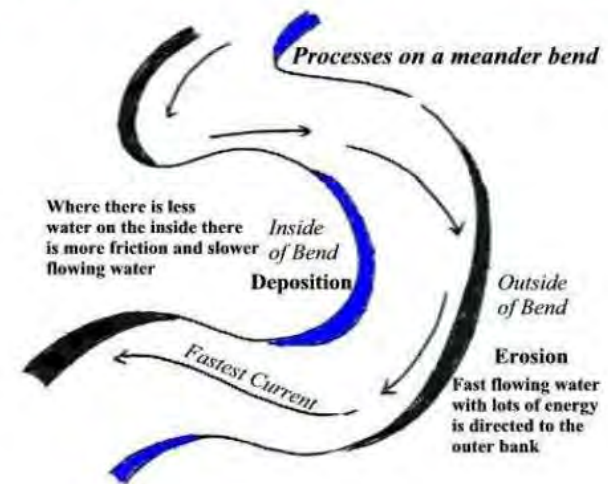 Processes on a meander bend
Where there is less
water on the inside there
is more friction and slower
flowing water
Inside
of Bend
Deposition
Outside
of Bend
Erosion
Fast flowing water
with lots of energy
is directed to the
outer bank
Fastest Current